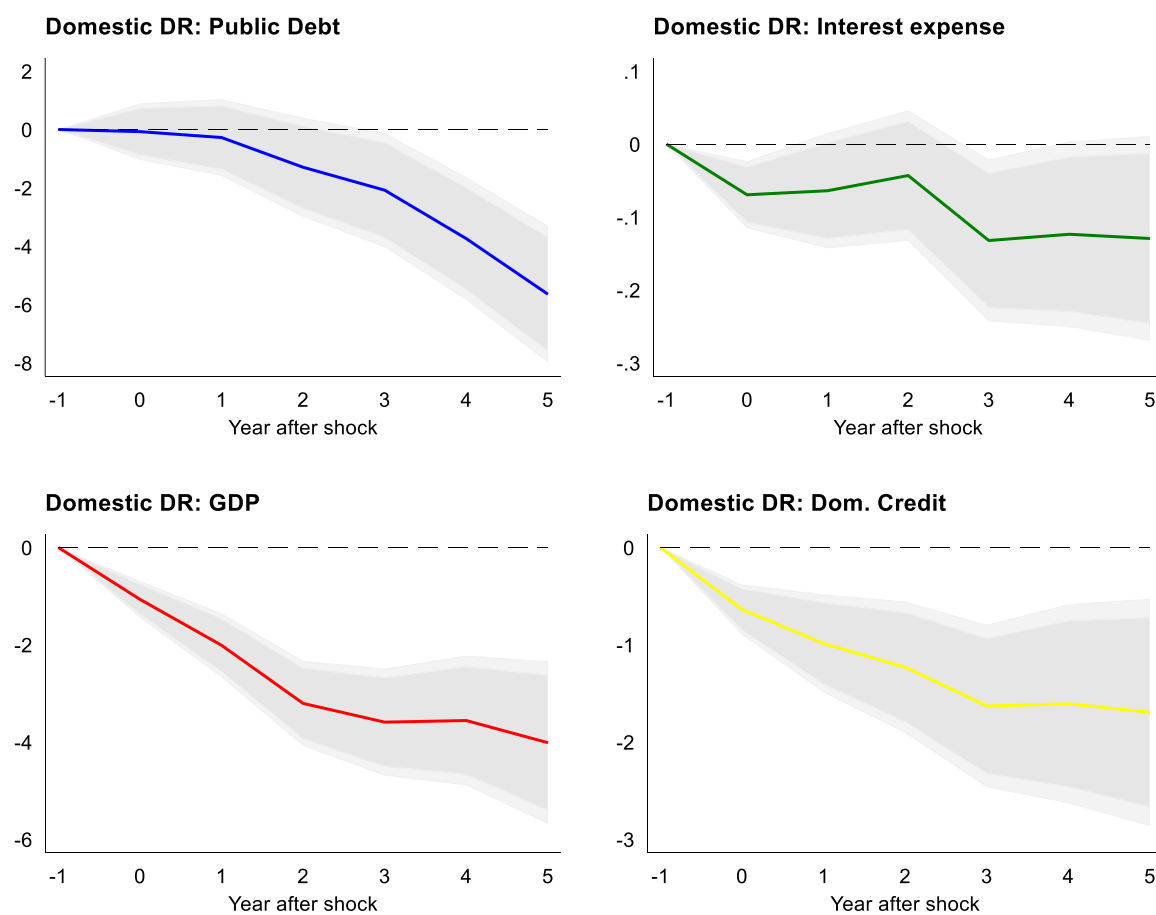 Domestic DR: Public Debt
2
0
-2
-4
-6
-8
-1 0 1 2 3 4 5
Year after shock
Domestic DR: Interest expense
.1
0
-.1
-.2
-.3
-1 0 1 2 3 4 5
Year after shock
Domestic DR: GDP
0
-2
-4
-6
-1 0 1 2 3 4 5
Year after shock
Domestic DR: Dom. Credit
0
-1
-2
-3
-1 0 1 2 3 4 5
Year after shock